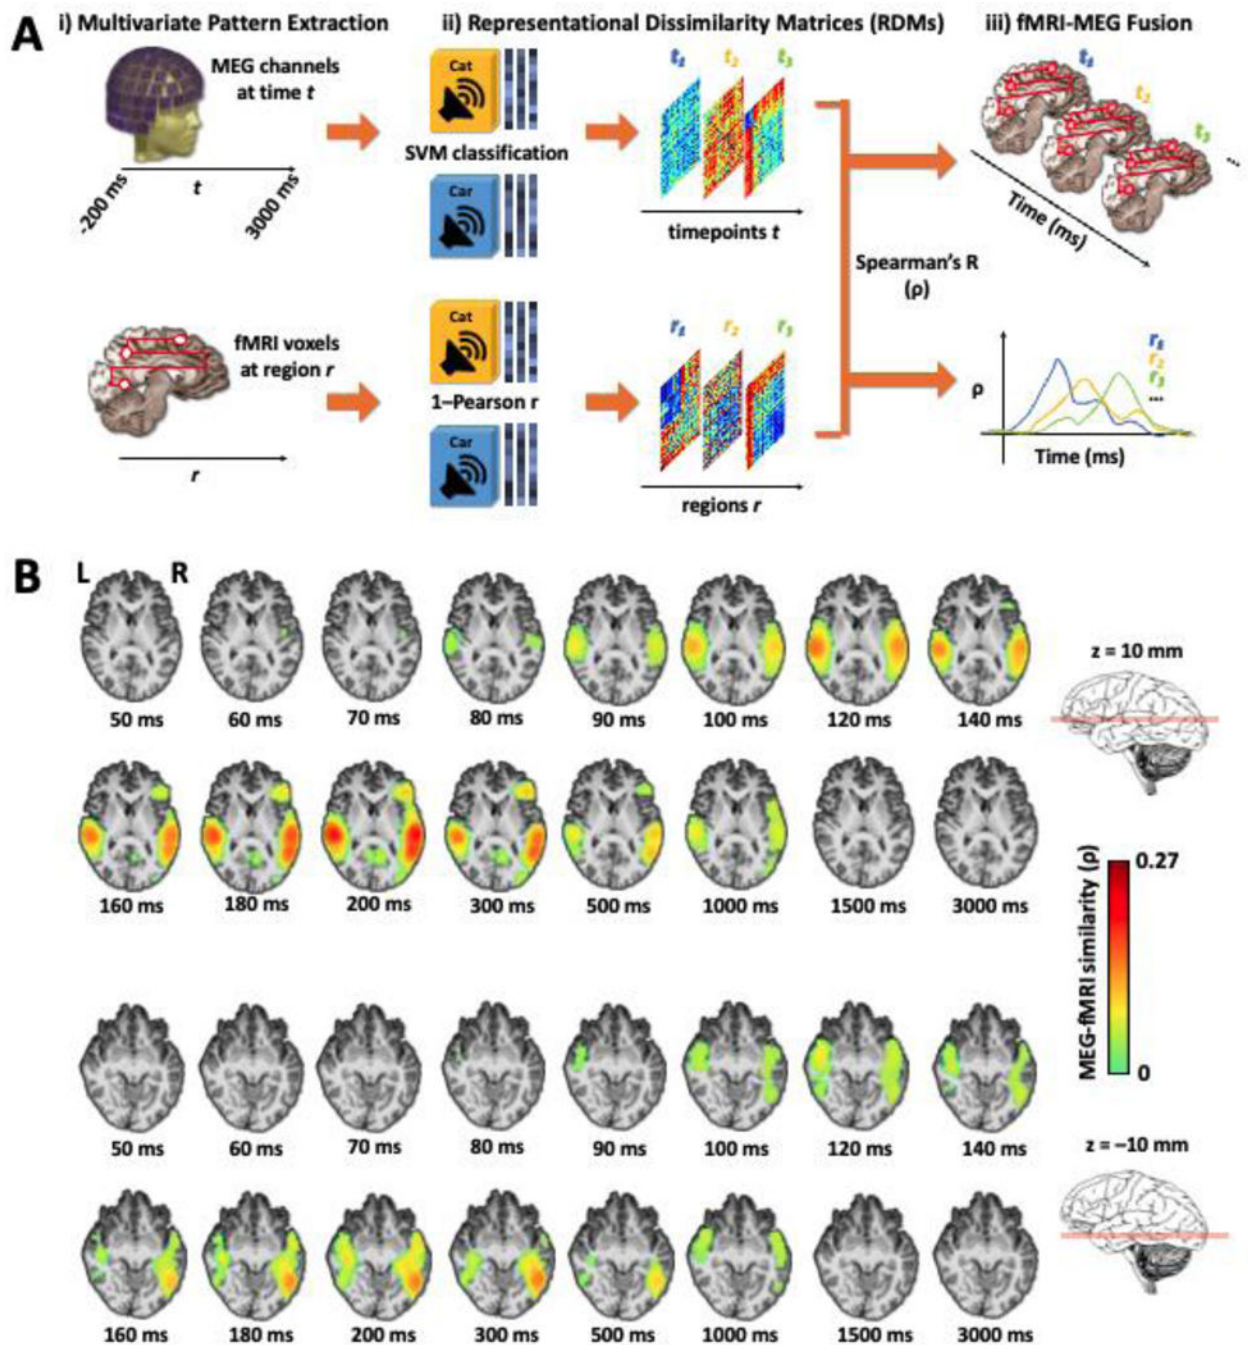 A
i) Multivariate Pattern Extraction
ii) Representational Dissimilarity Matrices (RDMs)
iii) fMRI-MEG Fusion
MEG channels
at time t
-200 ms
t
3000 ms
Cat
SVM classification
Car
t1 t2 t3
timepoints t
t1
t2
t3
...
Time (ms)
Spearman's R
(ρ)
fMRI voxels
at region r
r
Cat
1–Pearson r
Car
r1 r2 r3
regions r
ρ
r1
r2
r3
...
Time (ms)
B
L R
50 ms 60 ms 70 ms 80 ms 90 ms 100 ms 120 ms 140 ms
z = 10 mm
160 ms 180 ms 200 ms 300 ms 500 ms 1000 ms 1500 ms 3000 ms
MEG-fMRI similarity (ρ)
0.27
0
50 ms 60 ms 70 ms 80 ms 90 ms 100 ms 120 ms 140 ms
z = –10 mm
160 ms 180 ms 200 ms 300 ms 500 ms 1000 ms 1500 ms 3000 ms